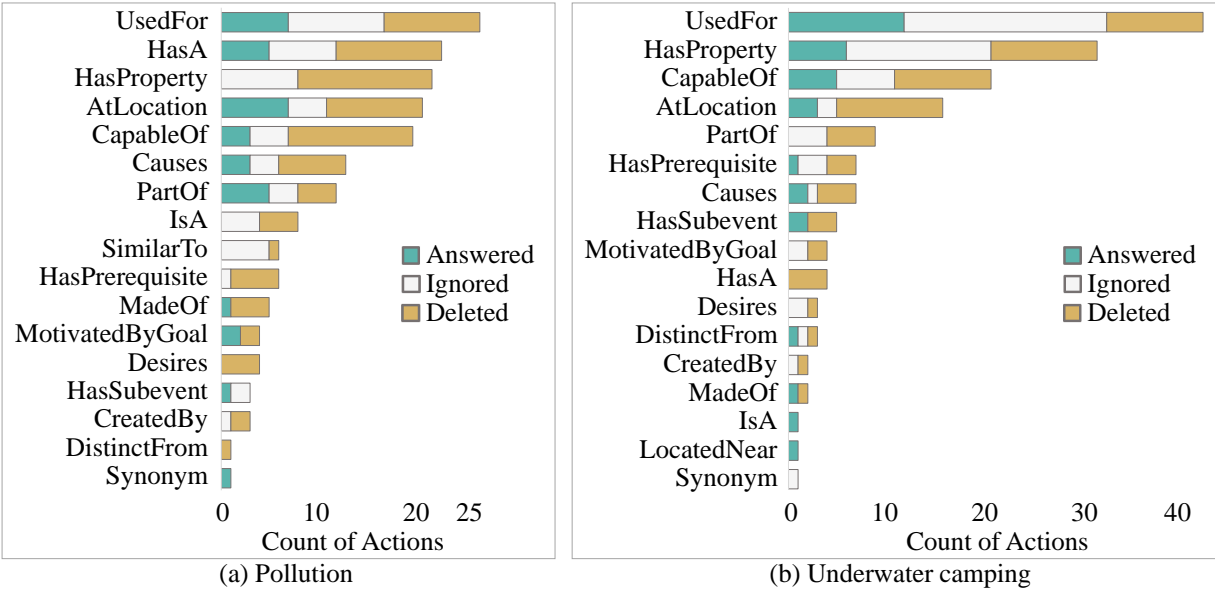 UsedFor
HasA
HasProperty
AtLocation
CapableOf
Causes
PartOf
IsA
SimilarTo
HasPrerequisite
MadeOf
MotivatedByGoal
Desires
HasSubevent
CreatedBy
DistinctFrom
Synonym
Answered
Ignored
Deleted
0 10 20 25
Count of Actions
(a) Pollution
UsedFor
HasProperty
CapableOf
AtLocation
PartOf
HasPrerequisite
Causes
HasSubevent
MotivatedByGoal
HasA
Desires
DistinctFrom
CreatedBy
MadeOf
IsA
LocatedNear
Synonym
Answered
Ignored
Deleted
0 10 20 30 40
Count of Actions
(b) Underwater camping